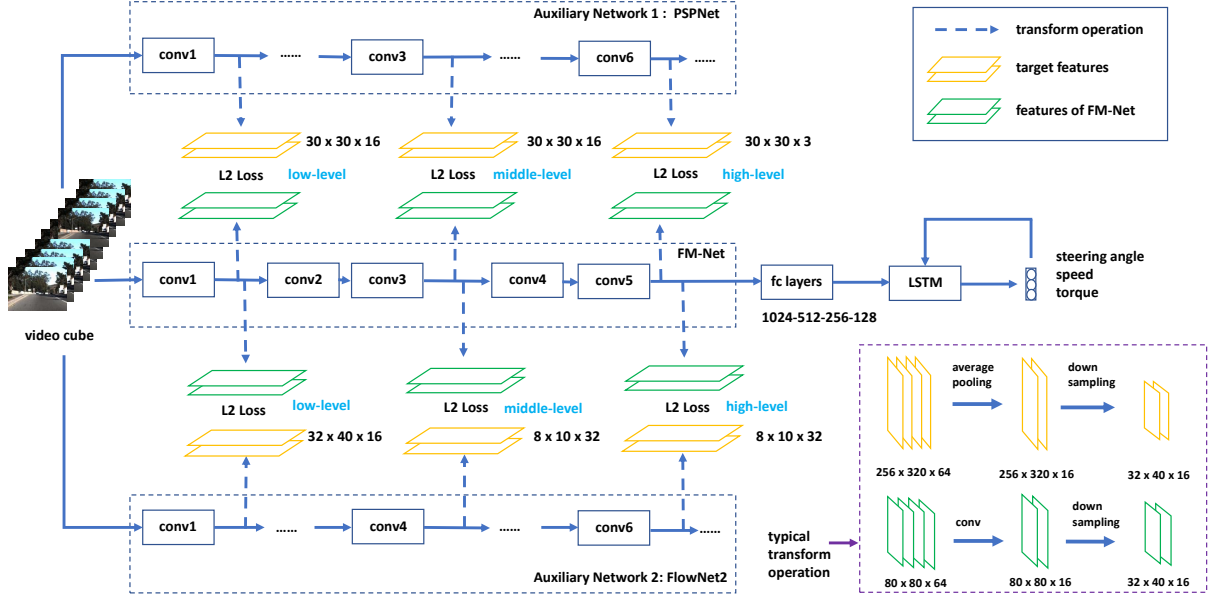 Auxiliary Network 1 : PSPNet
conv1
......
conv3
......
conv6
......
transform operation
target features
features of FM-Net
30 x 30 x 16
30 x 30 x 16
30 x 30 x 3
L2 Loss
low-level
L2 Loss
middle-level
L2 Loss
high-level
FM-Net
conv1
conv2
conv3
conv4
conv5
fc layers
LSTM
steering angle
speed
torque
1024-512-256-128
video cube
L2 Loss
low-level
L2 Loss
middle-level
L2 Loss
high-level
32 x 40 x 16
8 x 10 x 32
8 x 10 x 32
conv1
......
conv4
......
conv6
......
Auxiliary Network 2: FlowNet2
average
pooling
down
sampling
256 x 320 x 64
256 x 320 x 16
32 x 40 x 16
typical
transform
operation
conv
down
sampling
80 x 80 x 64
80 x 80 x 16
32 x 40 x 16